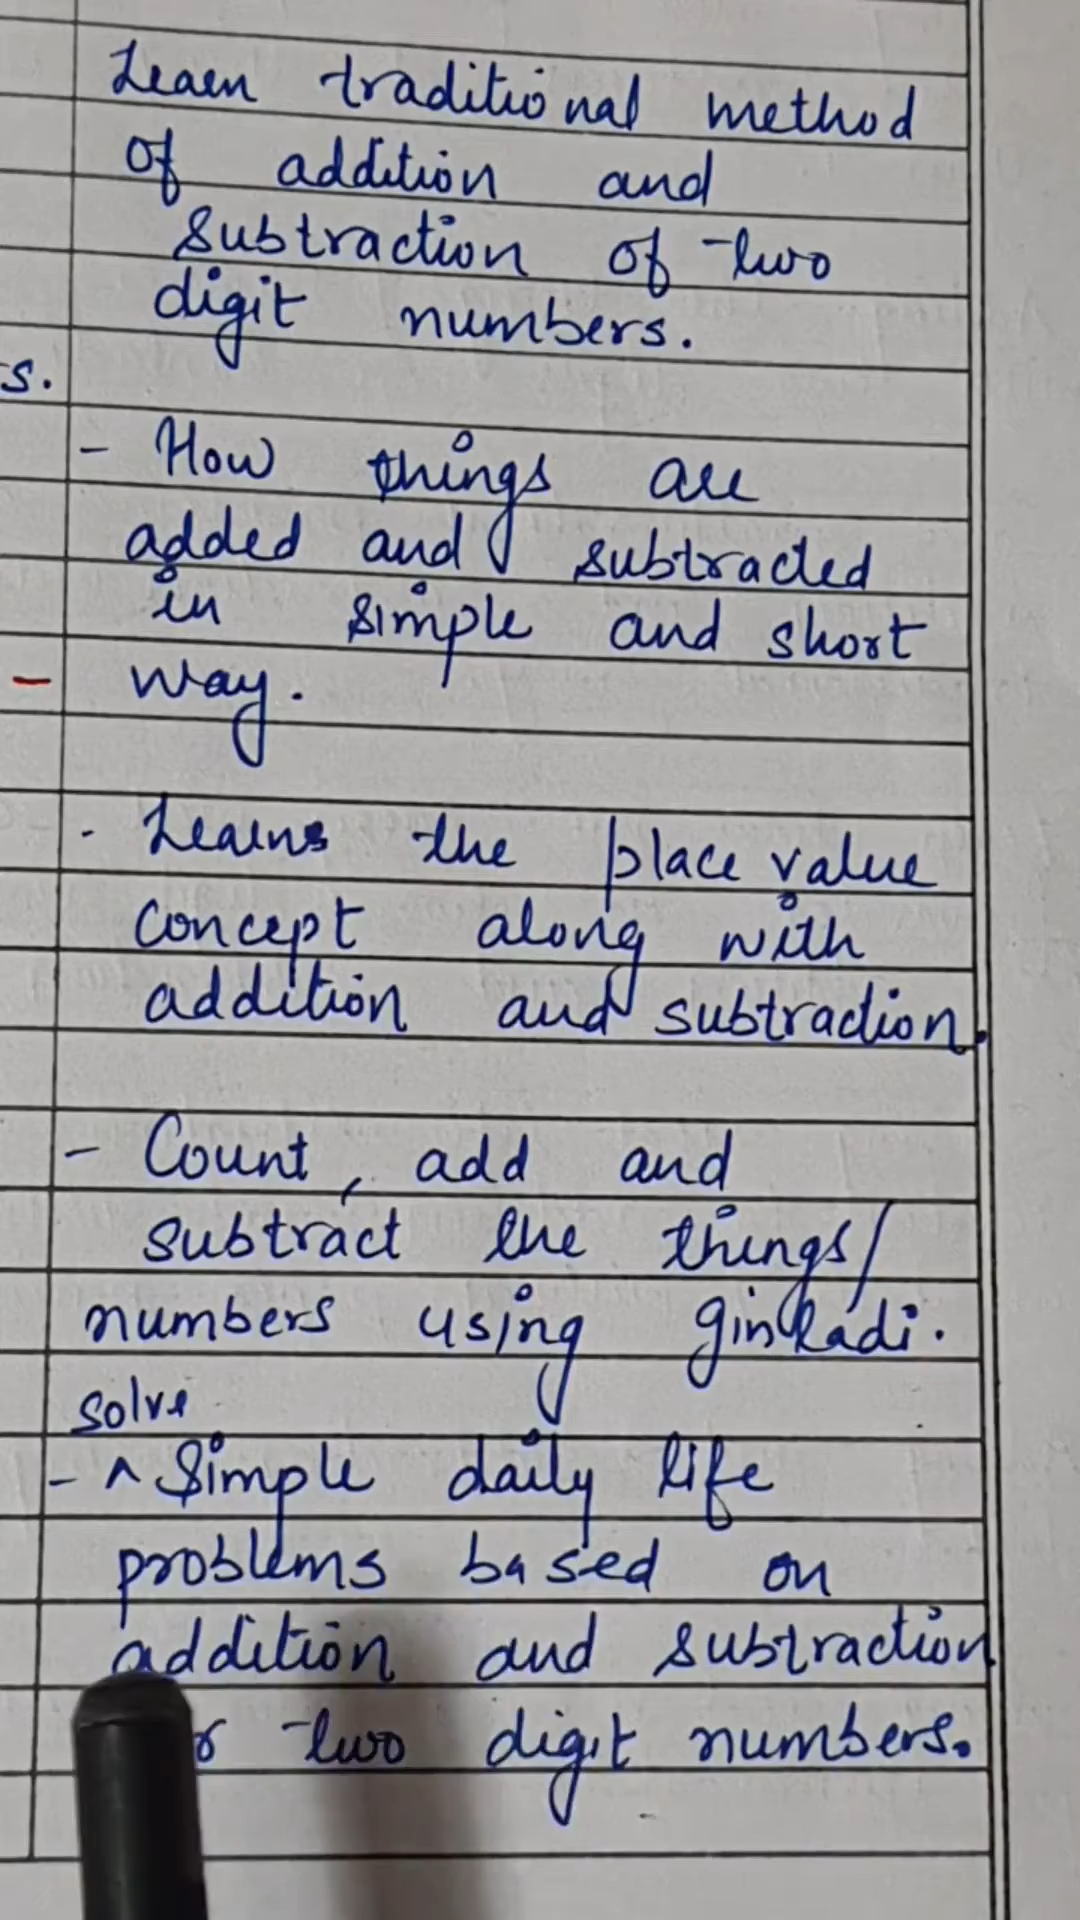 Learn traditional method
of addition and
subtraction of two
digit numbers.
s.
- How things are
added and subtracted
in simple and short
- way.
- Learns the place value
concept along with
addition and subtraction.
- Count, add and
subtract the things/
numbers using ginladi.
solve
- ^ Simple daily life
problems based on
addition and subtraction
two digit numbers.